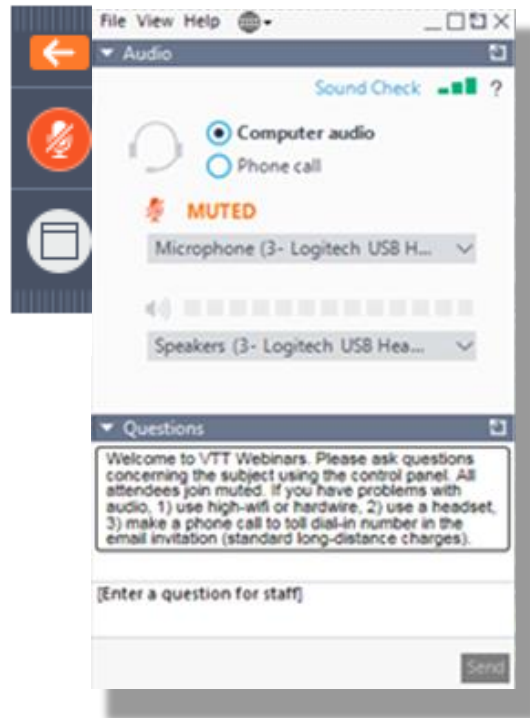 File View Help
Audio
Sound Check ?
Computer audio
Phone call
MUTED
Microphone (3- Logitech USB H...
Speakers (3- Logitech USB Hea...
Questions
Welcome to VTT Webinars. Please ask questions
concerning the subject using the control panel. All
attendees join muted. If you have problems with
audio, 1) use high-wifi or hardwire, 2) use a headset,
3) make a phone call to toll dial-in number in the
email invitation (standard long-distance charges).
[Enter a question for staff]
Send